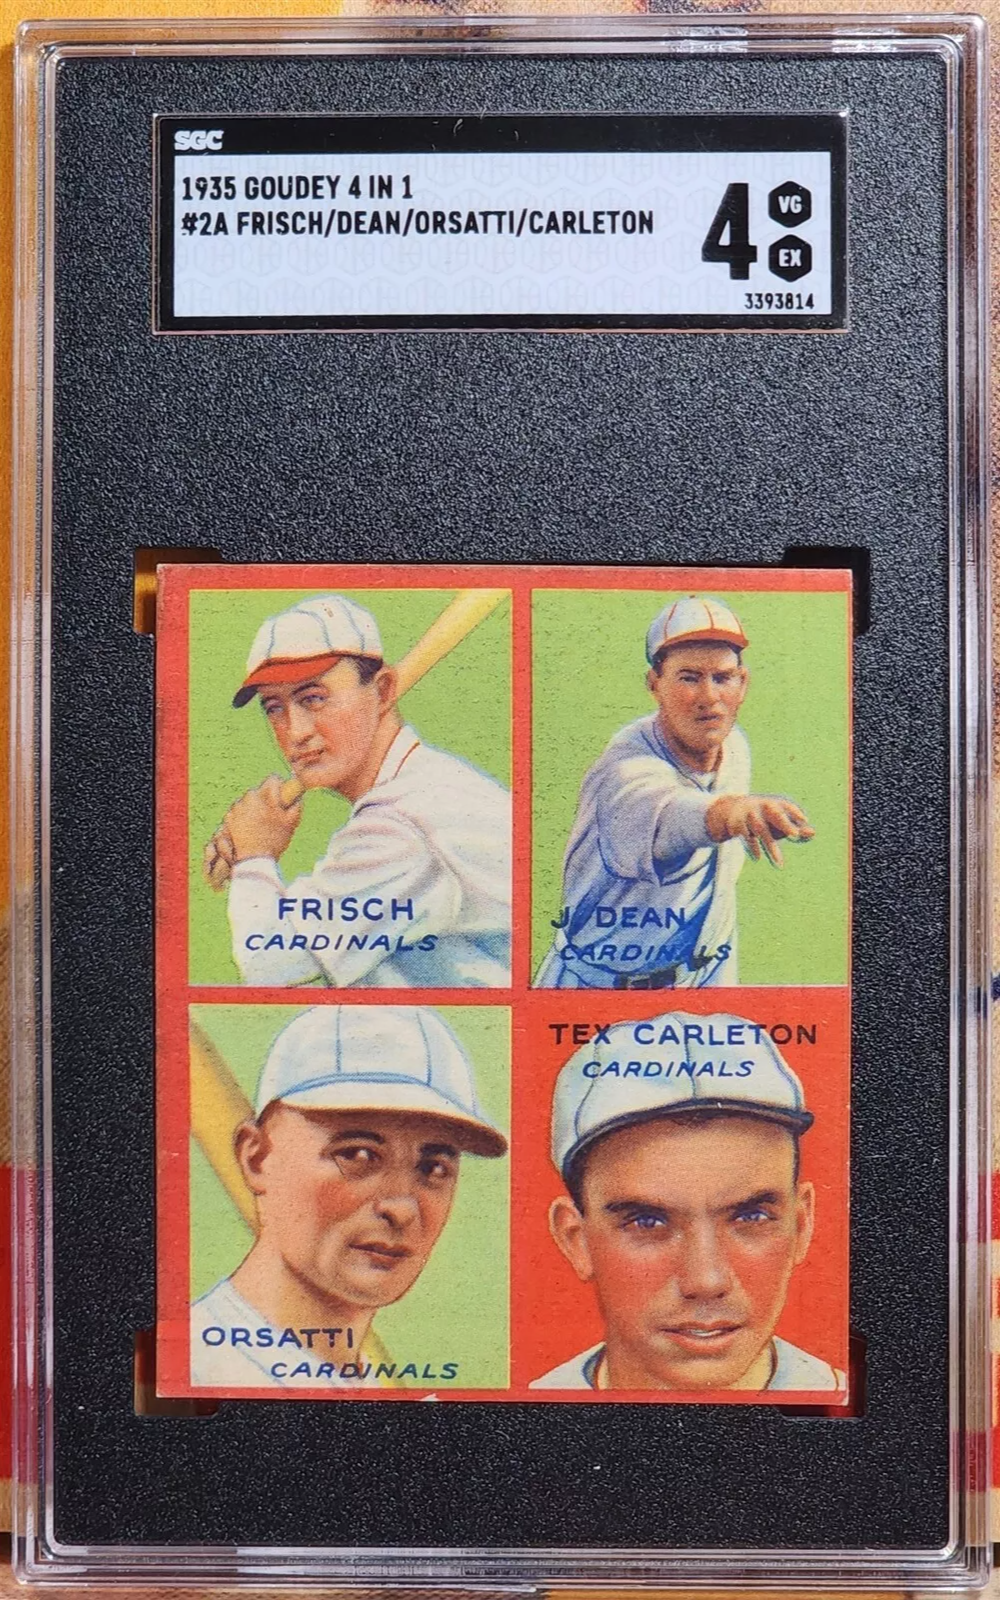 SGC
1935 GOUDEY 4 IN 1
#2A FRISCH/DEAN/ORSATTI/CARLETON
4 VG
EX
3393814
FRISCH
CARDINALS
J. DEAN
CARDINALS
ORSATTI
CARDINALS
TEX CARLETON
CARDINALS